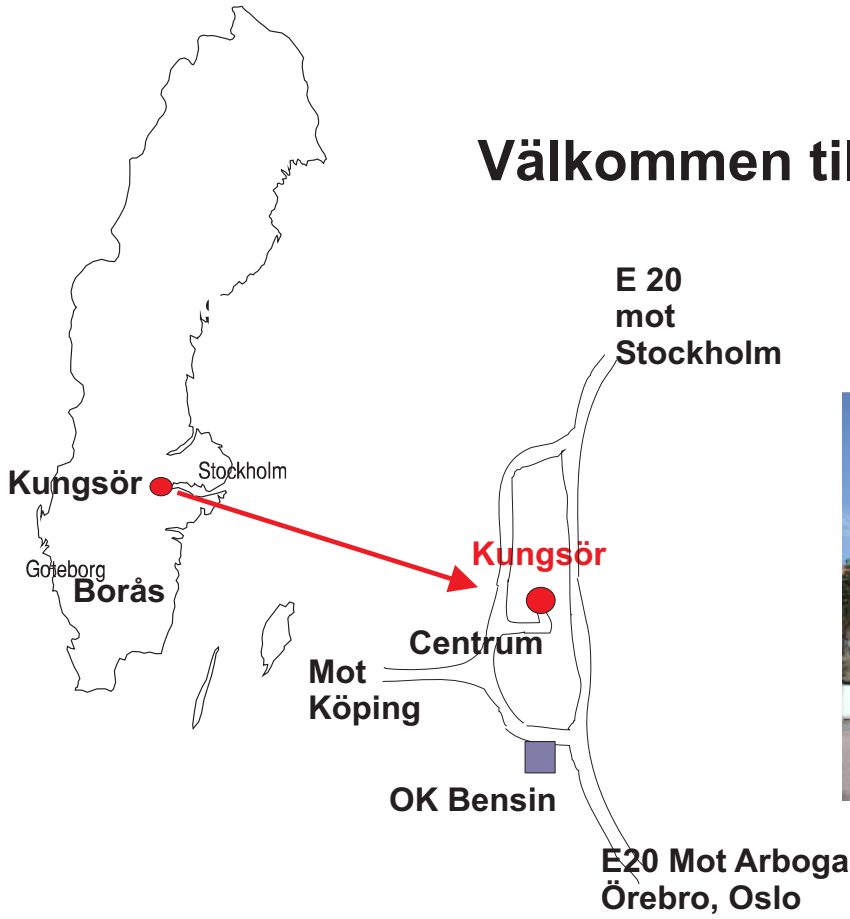 Välkommen til
E 20
mot
Stockholm
Kungsör
Stockholm
Kungsör
Goteborg
Borås
Centrum
Mot
Köping
OK Bensin
E20 Mot Arboga
Örebro, Oslo